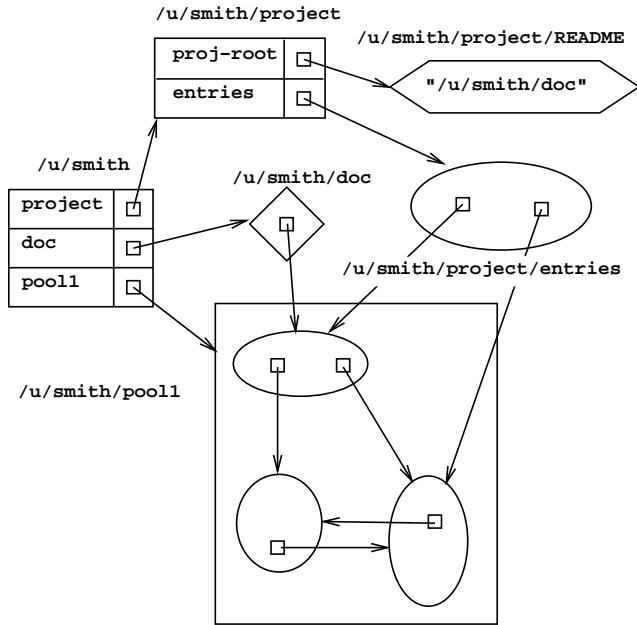 /u/smith/project
/u/smith/project/README
proj-root
"/u/smith/doc"
entries
/u/smith
/u/smith/doc
project
doc
/u/smith/project/entries
pool1
/u/smith/pool1